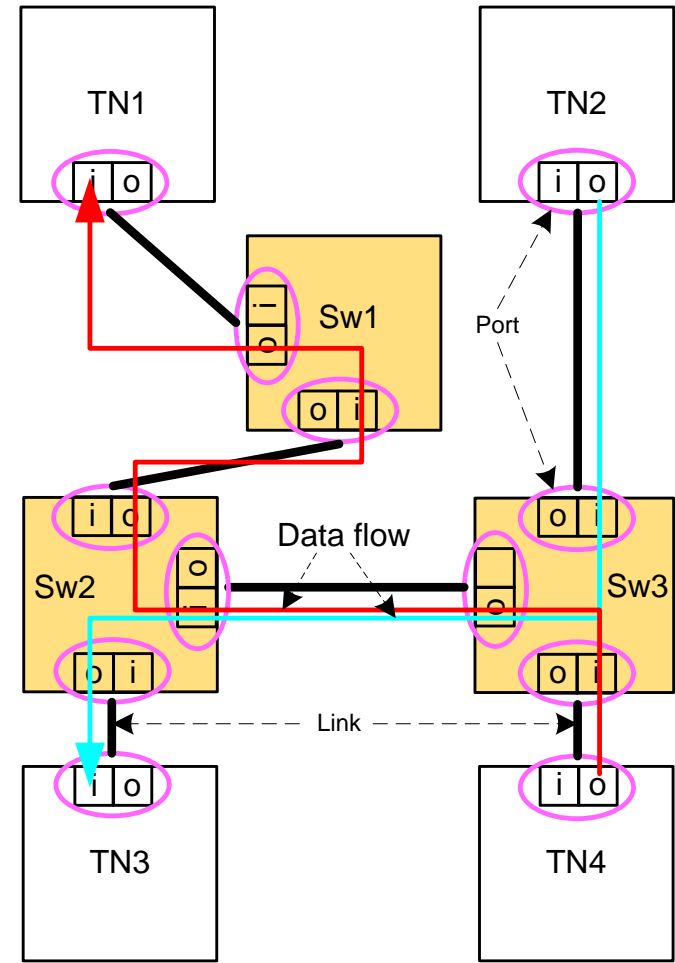 TN1
TN2
i o
i o
i
o
Sw1
Port
o i
i o
o i
Data flow
o
i
Sw2
o
Sw3
o i
o i
Link
i o
i o
TN3
TN4